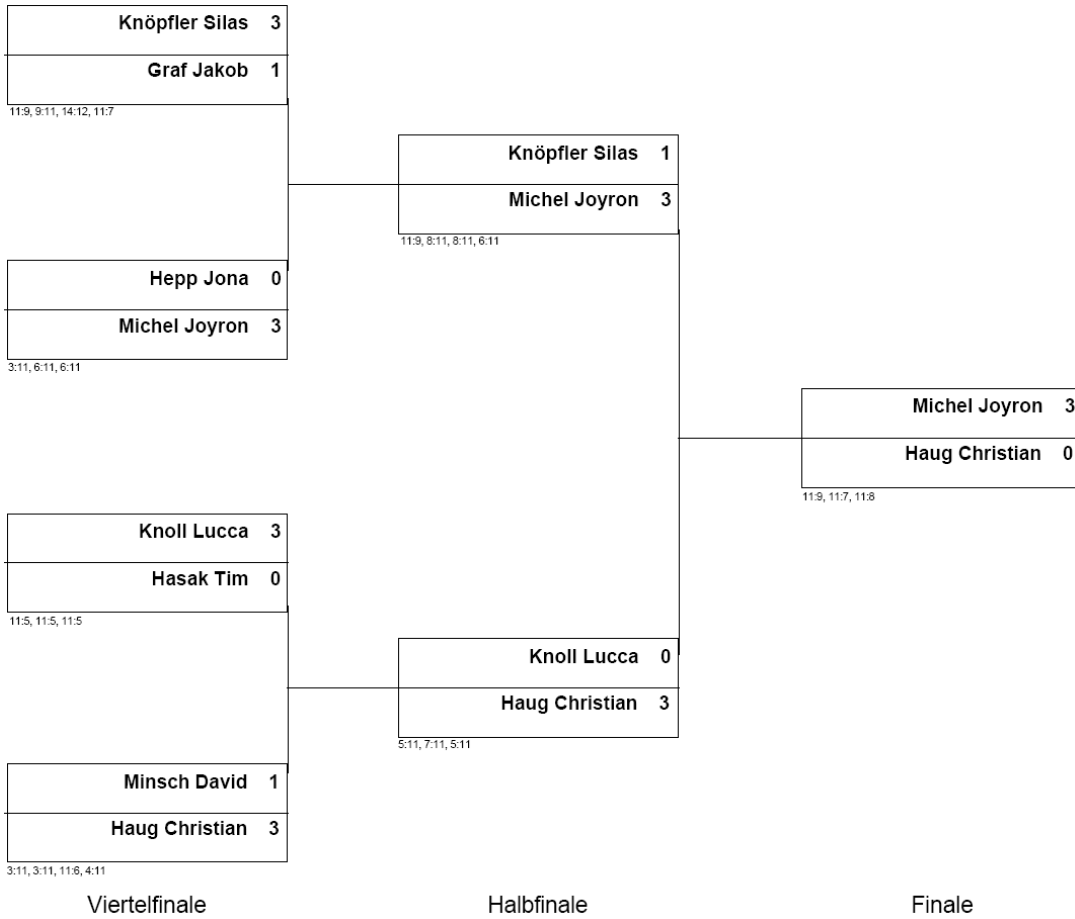 Knöpfler Silas 3
Graf Jakob 1
11:9, 9:11, 14:12, 11:7
Hepp Jona 0
Michel Joyron 3
3:11, 6:11, 6:11
Knoll Lucca 3
Hasak Tim 0
11:5, 11:5, 11:5
Minsch David 1
Haug Christian 3
3:11, 3:11, 11:6, 4:11
Viertelfinale
Knöpfler Silas 1
Michel Joyron 3
11:9, 8:11, 8:11, 6:11
Knoll Lucca 0
Haug Christian 3
5:11, 7:11, 5:11
Halbfinale
Michel Joyron 3
Haug Christian 0
11:9, 11:7, 11:8
Finale